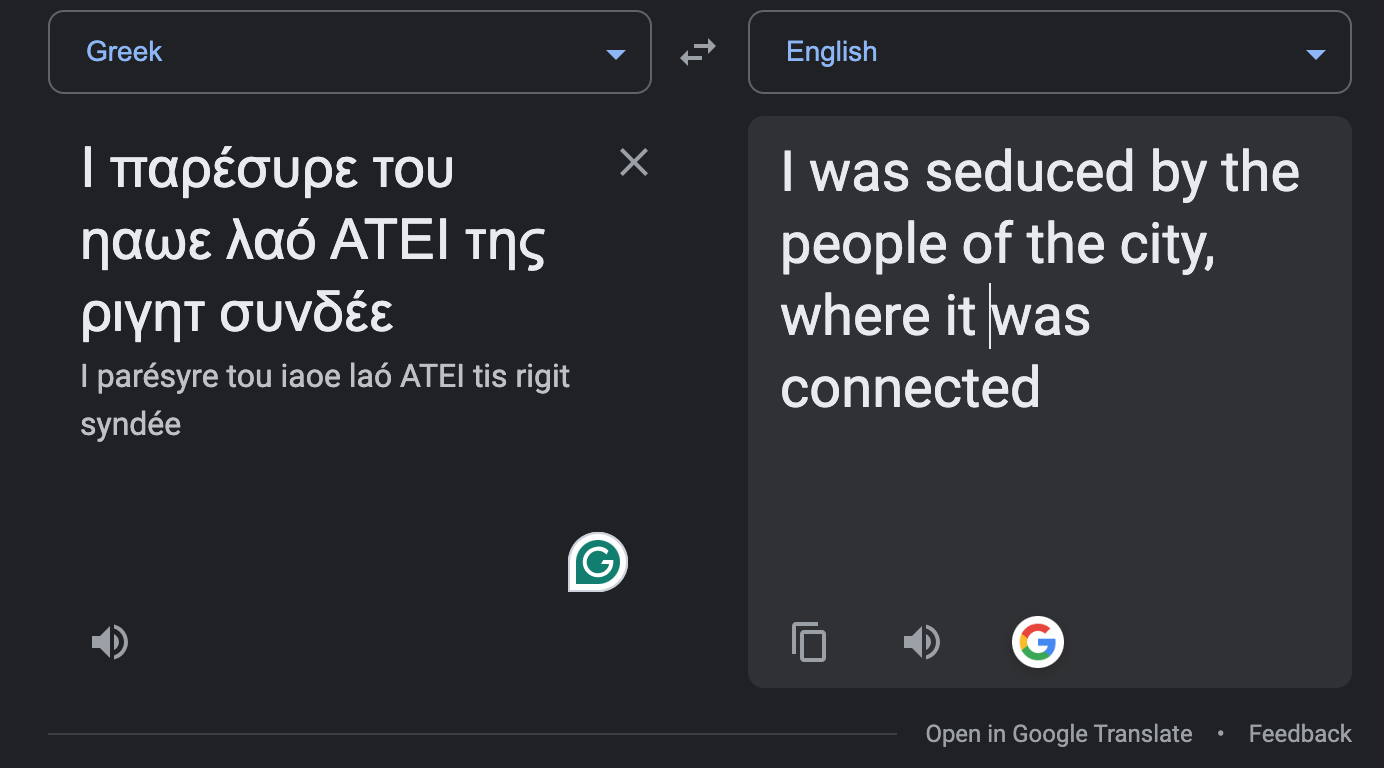 Greek
English
I παρέσυρε του
ηαωε λαό ΑΤΕΙ της
ριγητ συνδέε
I parésyre tou iaoe laó ATEI tis rigit
syndée
I was seduced by the
people of the city,
where it was
connected
Open in Google Translate • Feedback